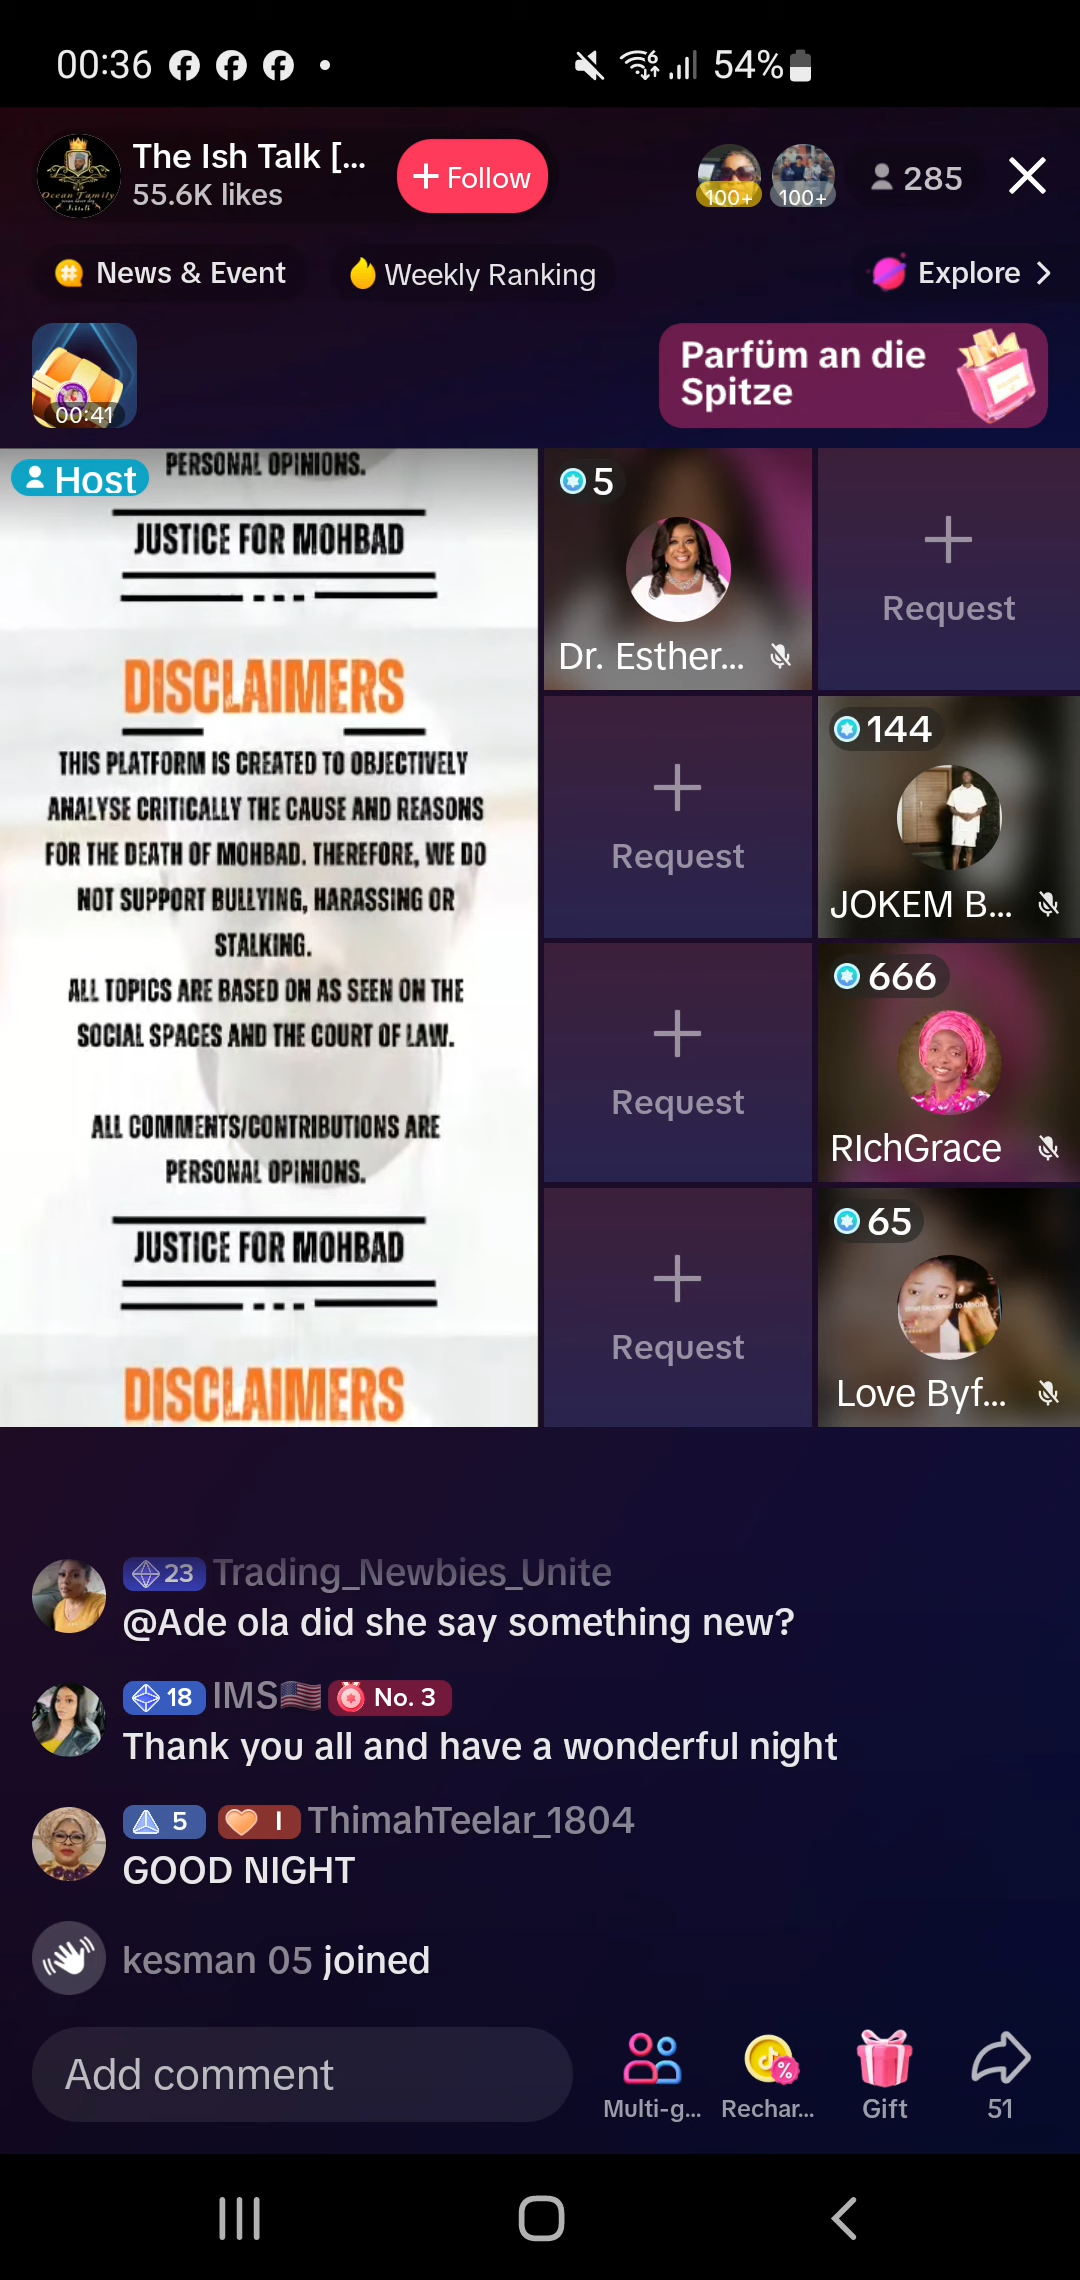 00:36
54%
The Ish Talk [...
55.6K likes
+ Follow
100+
100+
285
News & Event
Weekly Ranking
Explore
00:41
Parfüm an die
Spitze
Host
PERSONAL OPINIONS.
JUSTICE FOR MOHBAD
DISCLAIMERS
THIS PLATFORM IS CREATED TO OBJECTIVELY
ANALYSE CRITICALLY THE CAUSE AND REASONS
FOR THE DEATH OF MOHBAD. THEREFORE, WE DO
NOT SUPPORT BULLYING, HARASSING OR
STALKING.
ALL TOPICS ARE BASED ON AS SEEN ON THE
SOCIAL SPACES AND THE COURT OF LAW.
ALL COMMENTS/CONTRIBUTIONS ARE
PERSONAL OPINIONS.
JUSTICE FOR MOHBAD
DISCLAIMERS
5
Dr. Esther...
Request
Request
144
JOKEM B...
Request
666
RIchGrace
Request
65
Love Byf...
23 Trading_Newbies_Unite
@Ade ola did she say something new?
18 IMS No. 3
Thank you all and have a wonderful night
5 I ThimahTeelar_1804
GOOD NIGHT
kesman 05 joined
Add comment
Multi-g...
Rechar...
Gift
51